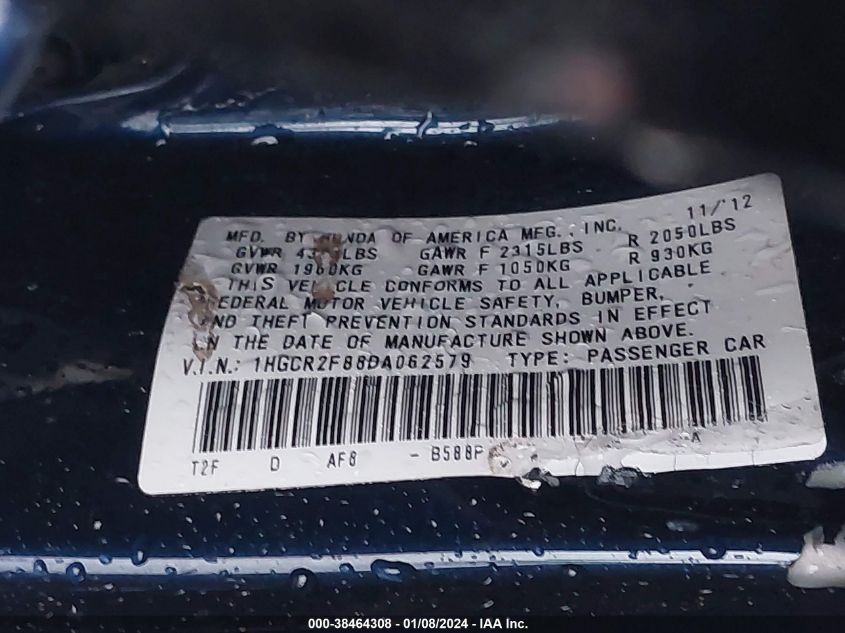 11/'12
MFD. BY HONDA OF AMERICA MFG., INC.
GVWR LBS GAWR F 2315LBS R 2050LBS
GVWR 1960KG GAWR F 1050KG R 930KG
THIS VEHICLE CONFORMS TO ALL APPLICABLE
FEDERAL MOTOR VEHICLE SAFETY, BUMPER,
AND THEFT PREVENTION STANDARDS IN EFFECT
ON THE DATE OF MANUFACTURE SHOWN ABOVE.
V.I.N.: 1HGCR2F88DA062579 TYPE: PASSENGER CAR
T2F D AF8 - B588P A
000-38464308 - 01/08/2024 - IAA Inc.